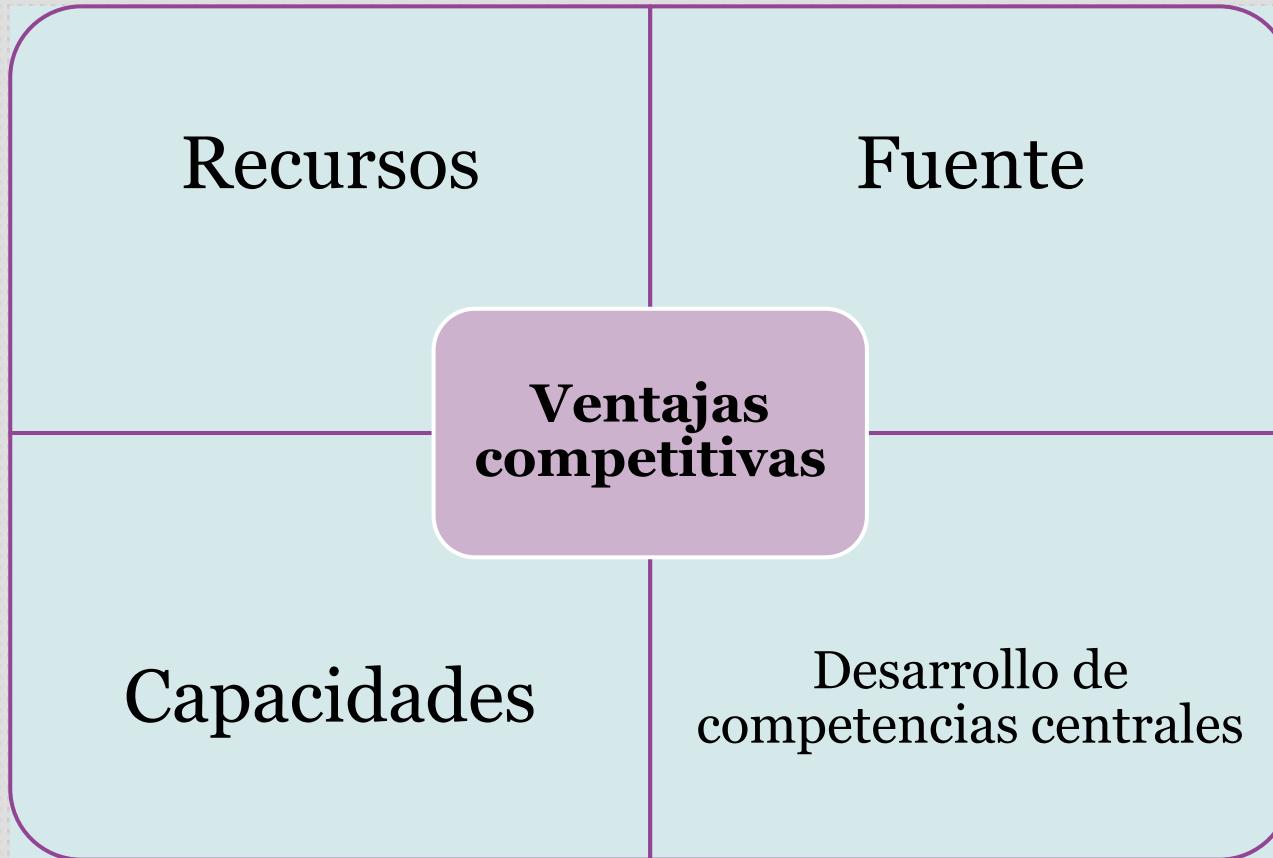 Recursos
Fuente
Ventajas
competitivas
Capacidades
Desarrollo de
competencias centrales